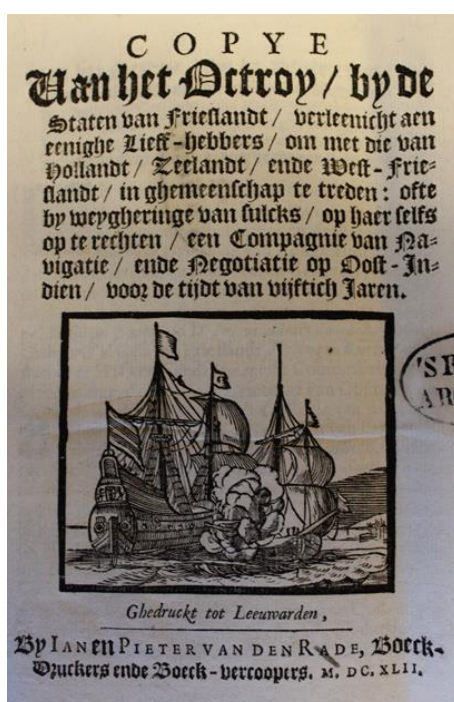 COPYE
Van het Octroy / by de
Staten van Frieslandt / verleenicht aen
eenighe Lieff-hebbers / om met die van
Hollandt / Zeelandt / ende West-Frie-
slandt / in ghemeenschap te treden: ofte
by weygheringe van sulcks / op haer selfs
op te rechten / een Compagnie van Na-
vigatie / ende Negotiatie op Oost-In-
dien / voor de tijdt van vijftich Jaren.
'SR
AR
Ghedruckt tot Leeuwarden,
By IAN en PIETER VAN DEN RADE, Boeck-
Druckers ende Boeck-vercoopers. M. DC. XLII.